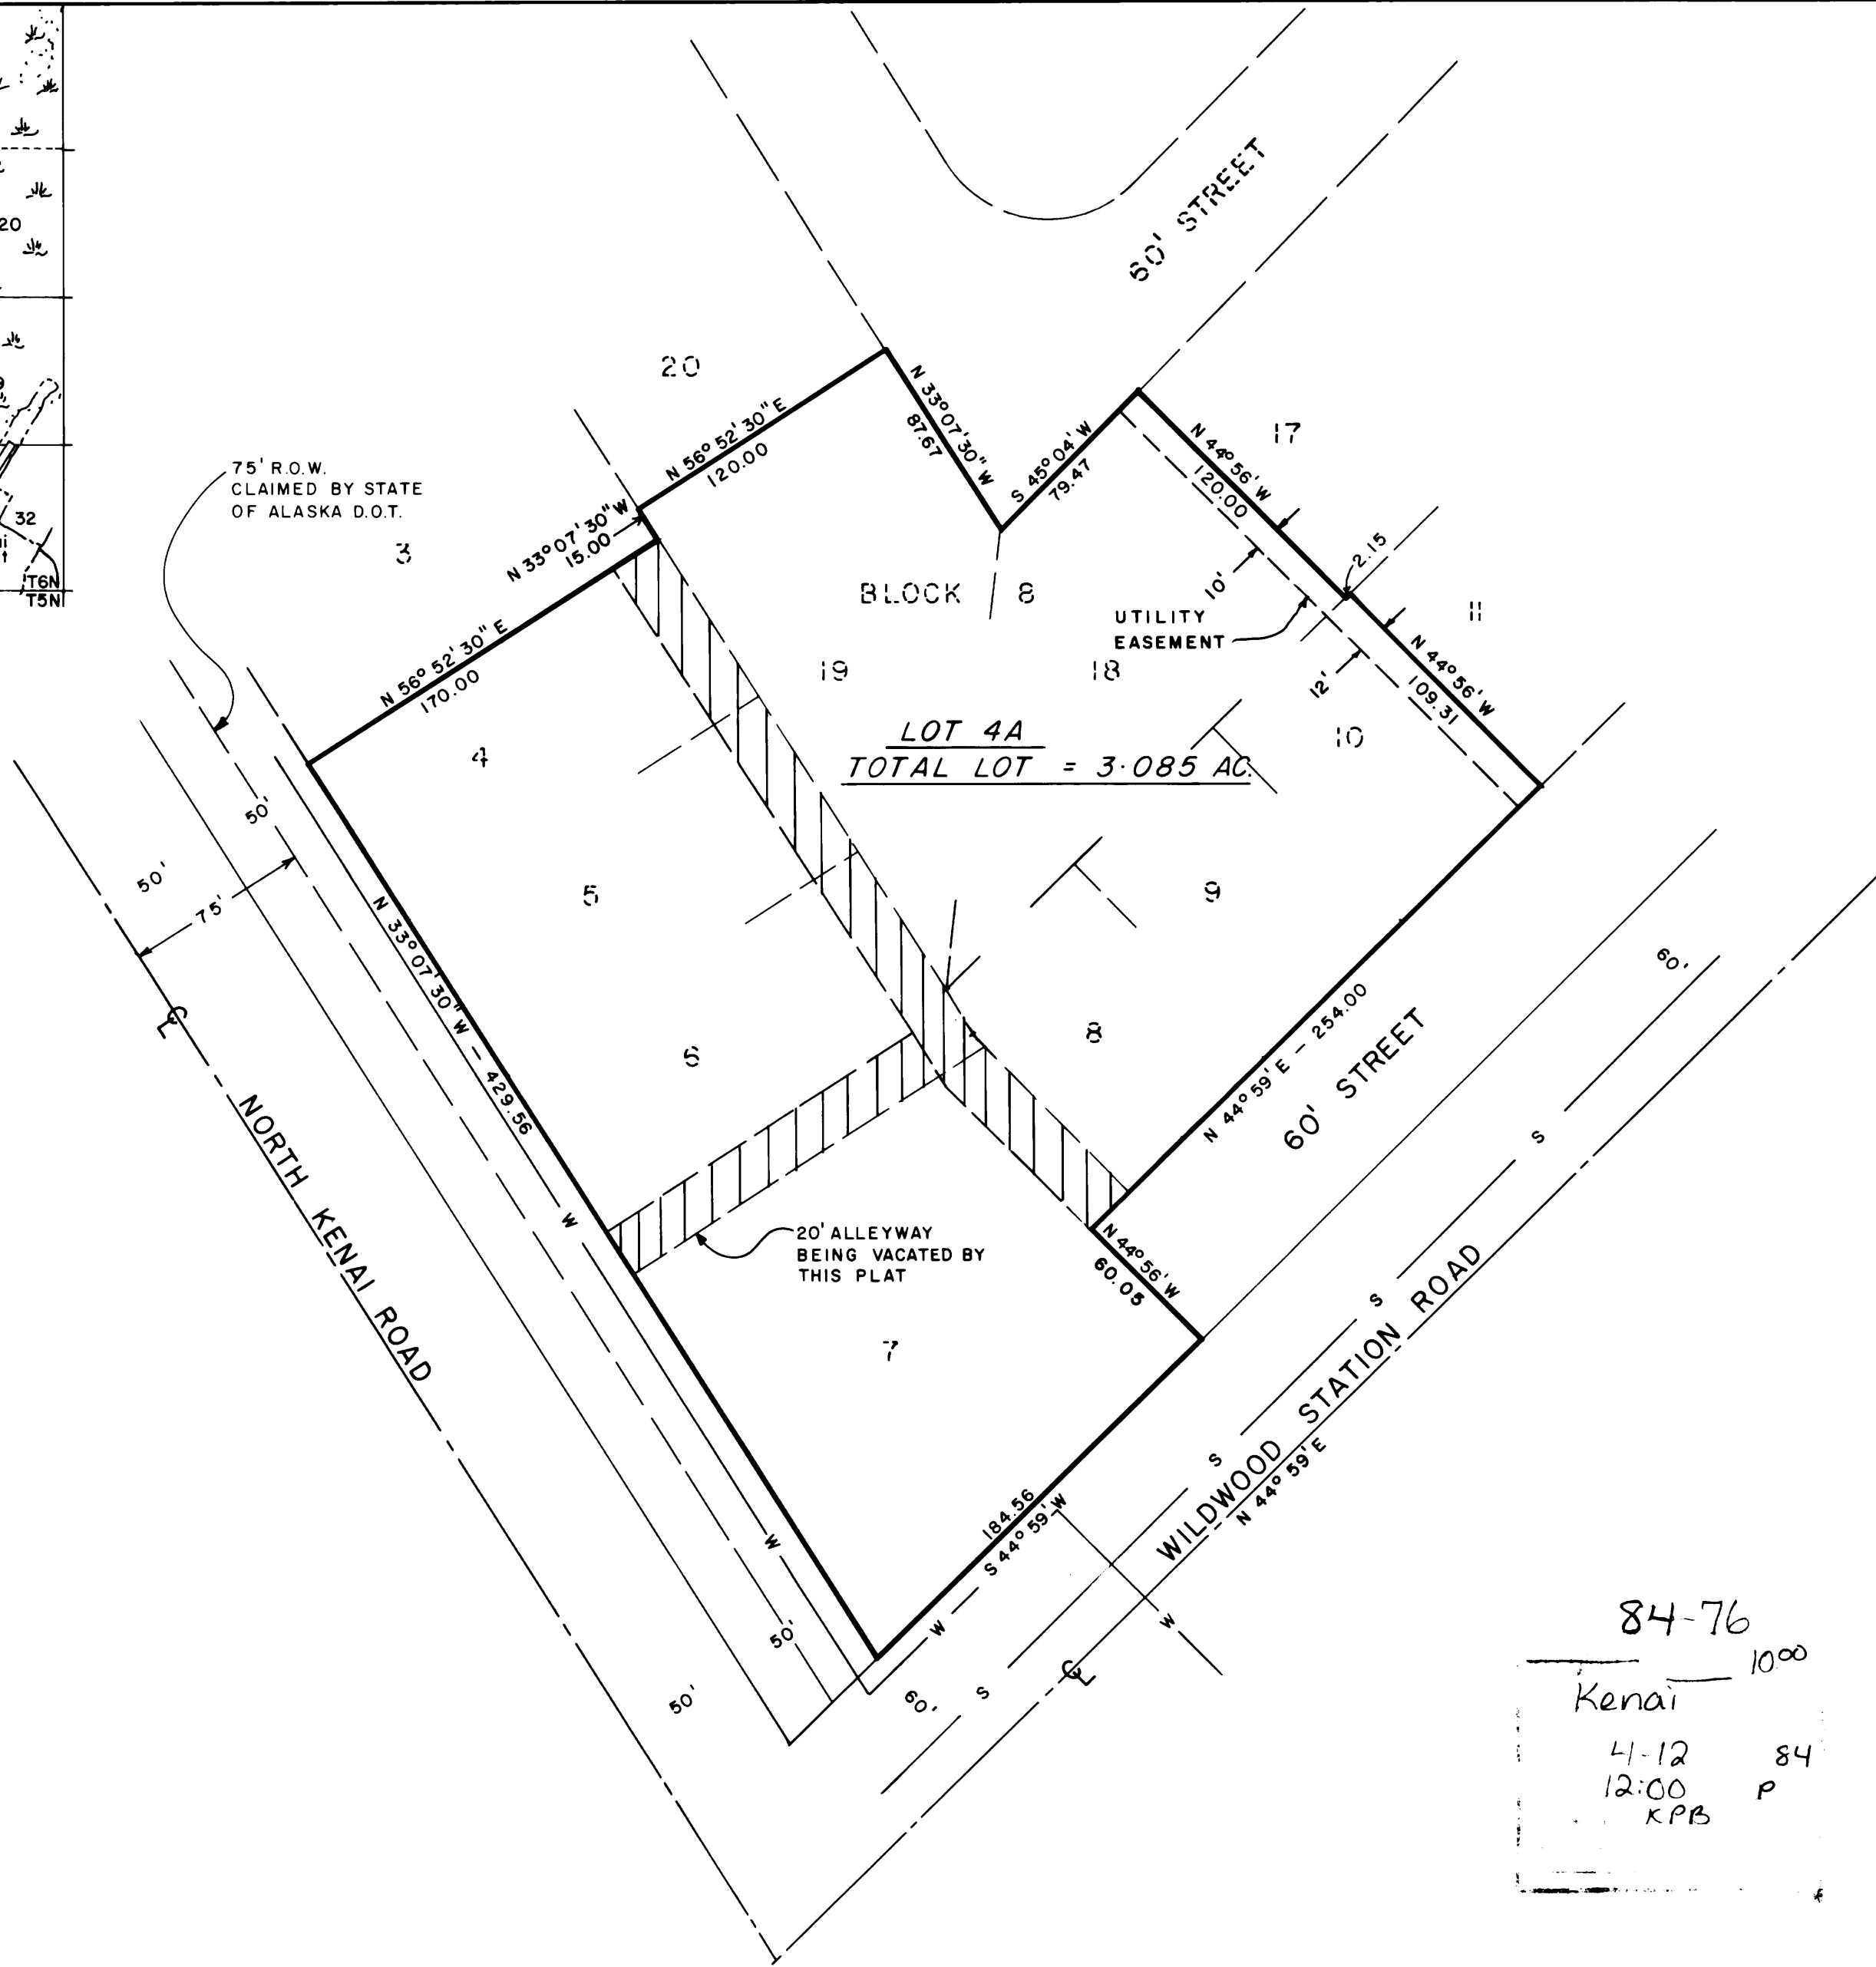 20
32
T6N
T5N
60' STREET
20
17
N 56° 52' 30" E
120.00
N 33° 07' 30" W
87.67
S 45° 04' W
79.47
N 44° 56' W
120.00
75' R.O.W.
CLAIMED BY STATE
OF ALASKA D.O.T.
3
N 33° 07' 30" W
15.00
2.15
BLOCK 8
10'
UTILITY
EASEMENT
11
N 56° 52' 30" E
170.00
19
18
12'
N 44° 56' W
109.31
4
LOT 4A
TOTAL LOT = 3.085 AC.
10
50'
50'
75'
5
9
N 33° 07' 30" W - 429.56
60'
6
8
N 44° 59' E - 254.00
60' STREET
℄
NORTH KENAI ROAD
S
W
20' ALLEYWAY
BEING VACATED BY
THIS PLAT
N 44° 56' W
60.05
7
S
S
WILDWOOD STATION ROAD
N 44° 59' E
184.56
S 44° 59' W
W
W
W
50'
50'
60'
S
℄
84-76
10.00
Kenai
4-12 84
12:00 P
KPB